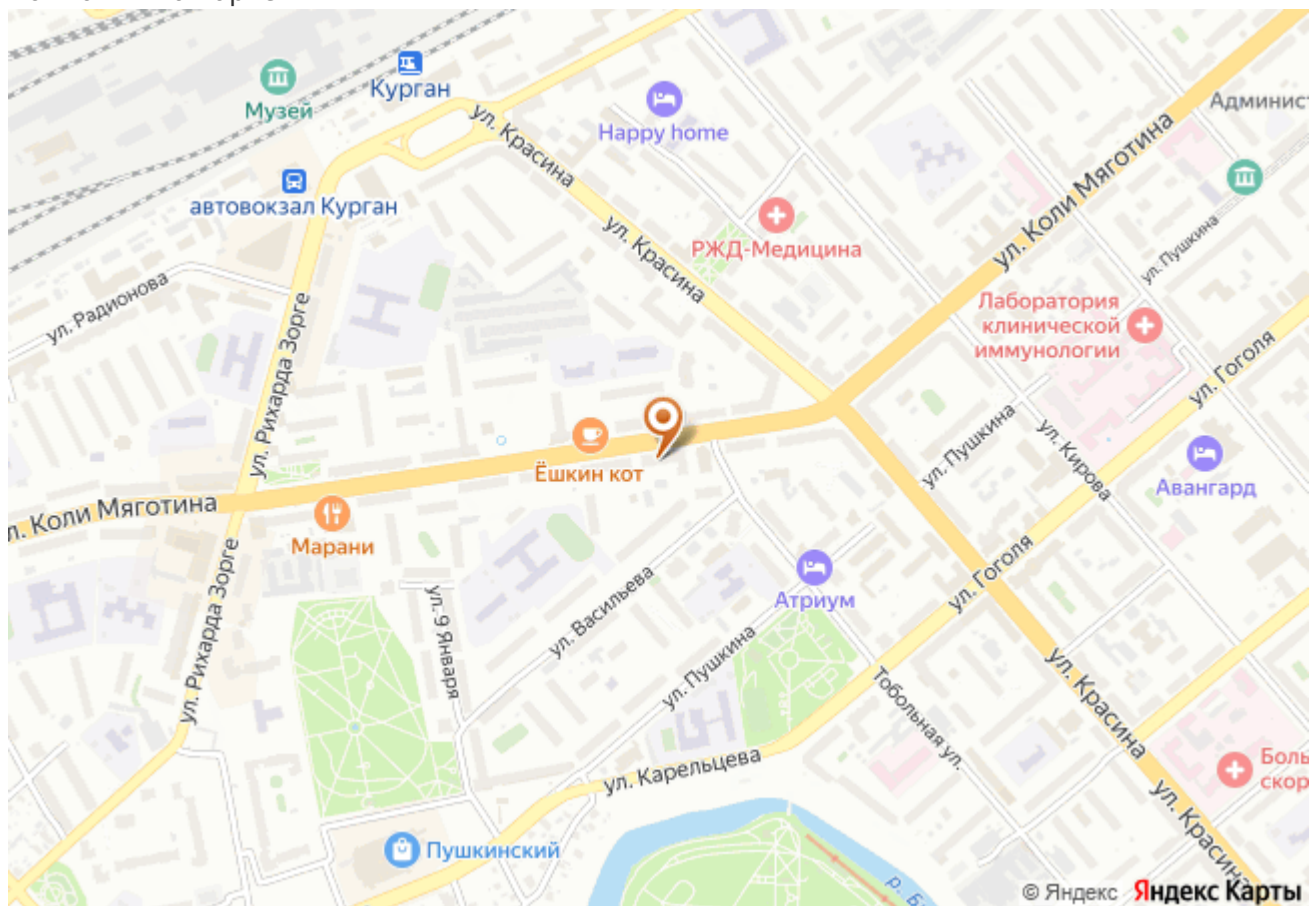 Курган
Музей
ул. Красина
Happy home
Админис
ул. Коли Мяготина
автовокзал Курган
РЖД-Медицина
ул. Красина
ул. Пушкина
ул. Радионова
ул. Рихарда Зорге
Лаборатория
клинической
иммунологии
ул. Гоголя
ул. Пушкина
ул. Кирова
Ёшкин кот
Авангард
л. Коли Мяготина
Марани
ул. Рихарда Зорге
ул. 9 Января
ул. Васильева
Атриум
ул. Гоголя
ул. Пушкина
Тобольная ул.
ул. Красина
ул. Карельцева
Боль
скор
ул. Красина
Пушкинский
© Яндекс Яндекс Карты